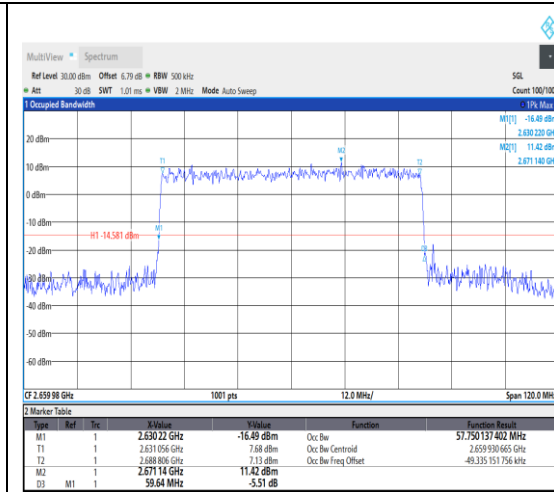 MultiView Spectrum
Ref Level 30.00 dBm Offset 6.79 dB RBW 500 kHz SGL
Att 30 dB SWT 1.01 ms VBW 2 MHz Mode Auto Sweep Count 100/100
1 Occupied Bandwidth 1Pk Max
M1[1] -16.49 dBm
2.630 220 GHz
M2[1] 11.42 dBm
2.671 140 GHz
20 dBm
10 dBm
0 dBm
-10 dBm
-20 dBm
-30 dBm
-40 dBm
-50 dBm
-60 dBm
T1
M2
T2
M1
H1 -14.581 dBm
CF 2.659 98 GHz 1001 pts 12.0 MHz/ Span 120.0 MHz
2 Marker Table
Type Ref Trc X-Value Y-Value Function Function Result
M1 1 2.630 22 GHz -16.49 dBm Occ Bw 57.750 137 402 MHz
T1 1 2.631 056 GHz 7.68 dBm Occ Bw Centroid 2.659 930 665 GHz
T2 1 2.688 806 GHz 7.13 dBm Occ Bw Freq Offset -49.335 151 756 kHz
M2 1 2.671 14 GHz 11.42 dBm
D3 M1 1 59.64 MHz -5.51 dB